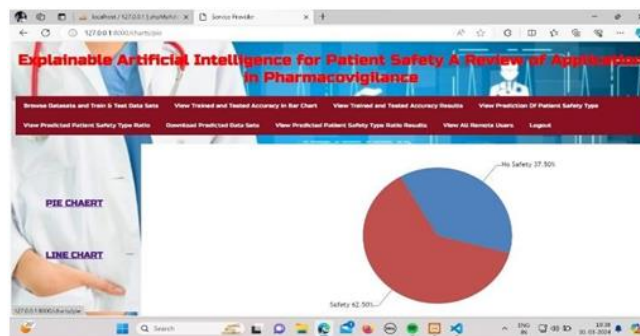 Service Provider
127.0.0.1:8000/charts/pie
Explainable Artificial Intelligence for Patient Safety A Review of Application
in Pharmacovigilance
Browse Datasets and Train & Test Data Sets View Trained and Tested Accuracy in Bar Chart View Trained and Tested Accuracy Results View Prediction Of Patient Safety Type
View Predicted Patient Safety Type Ratio Download Predicted Data Sets View Predicted Patient Safety Type Ratio Results View All Remote Users Logout
No Safety 37.50%
PIE CHAERT
LINE CHART
Safety 62.50%
127.0.0.1:8000/charts/pie
Search
ENG
IN